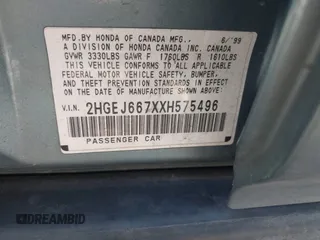 MFD.BY HONDA OF CANADA MFG., 6/99
A DIVISION OF HONDA CANADA INC. CANADA
GVWR 3330LBS GAWR F 1760LBS R 1610LBS
THIS VEHICLE CONFORMS TO ALL APPLICABLE
FEDERAL MOTOR VEHICLE SAFETY, BUMPER,
AND THEFT PREVENTION STANDARDS IN EFFECT
ON THE DATE OF MANUFACTURE SHOWN ABOVE.
V.I.N. 2HGEJ667XXH575496
PASSENGER CAR
© DREAMBID